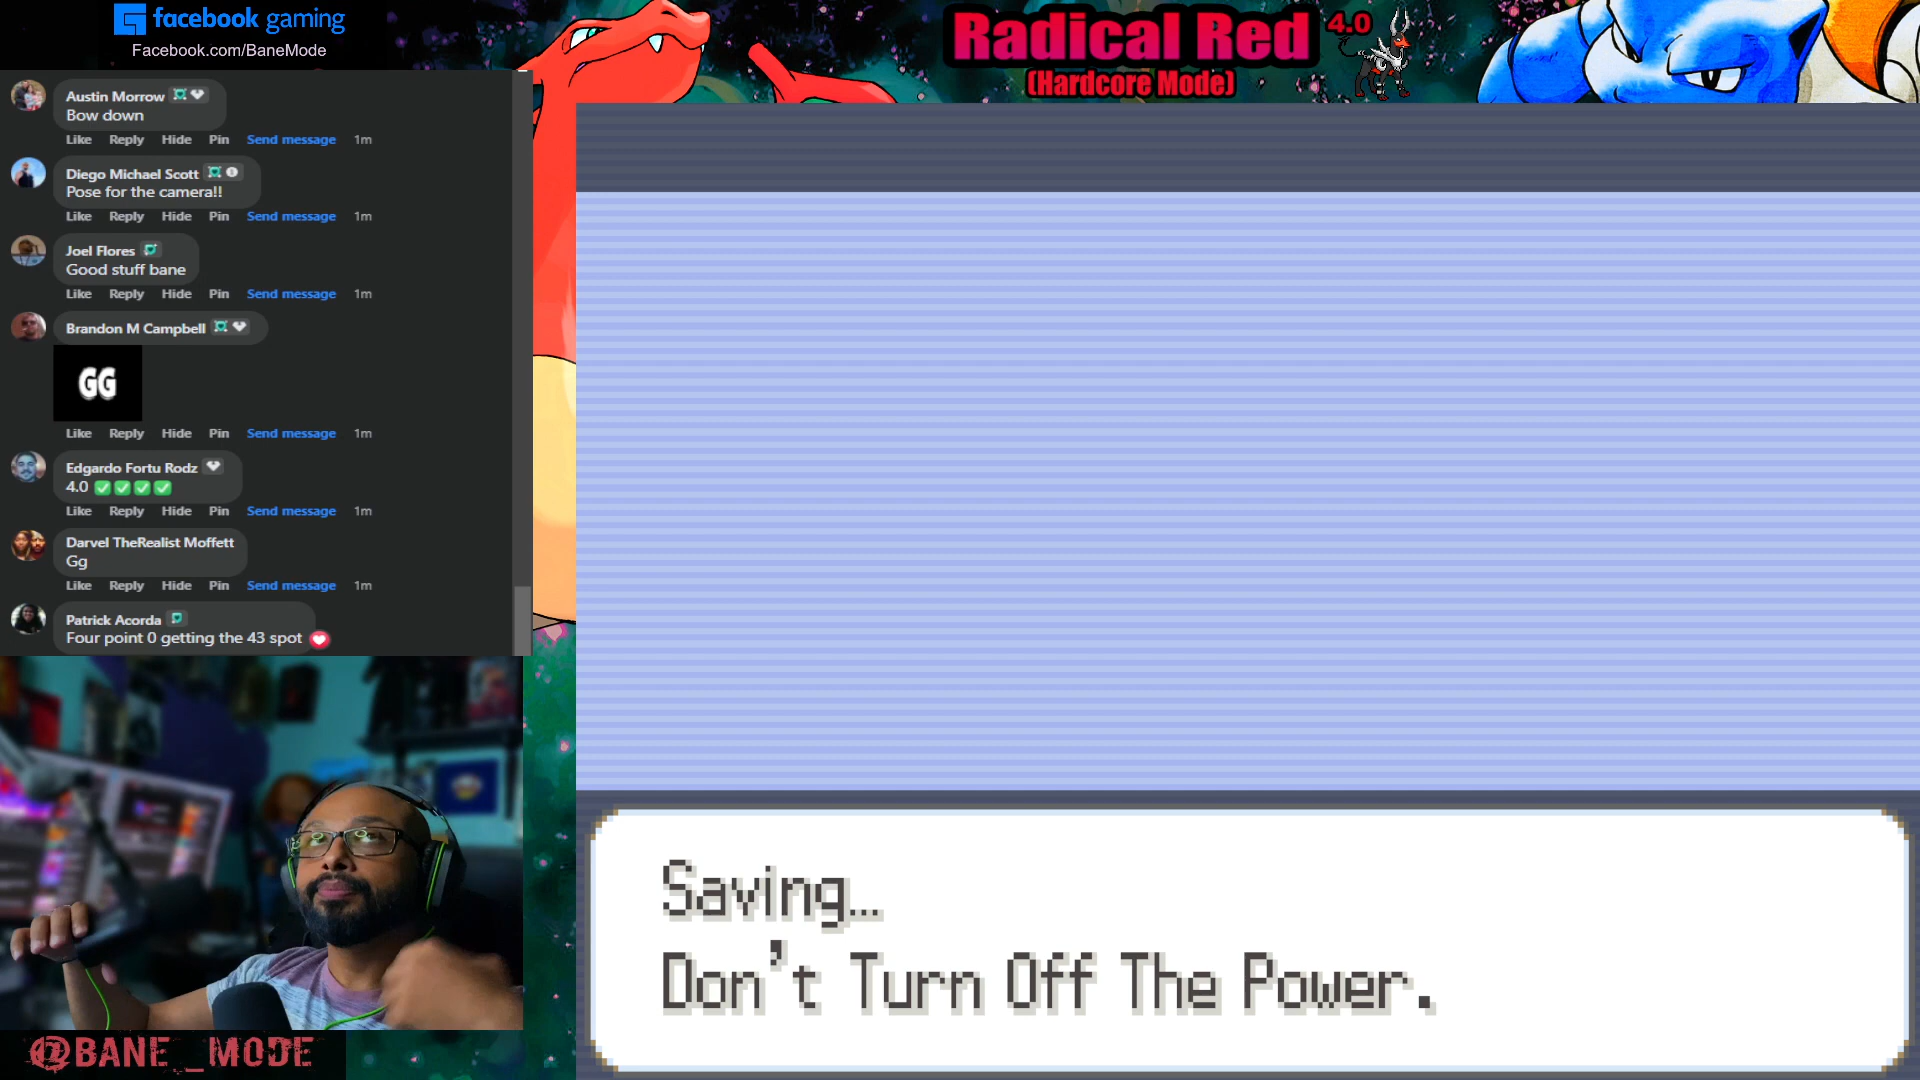 facebook gaming
Facebook.com/BaneMode
Radical Red 4.0
(Hardcore Mode)
Austin Morrow
Bow down
Like Reply Hide Pin Send message 1m
Diego Michael Scott
Pose for the camera!!
Like Reply Hide Pin Send message 1m
Joel Flores
Good stuff bane
Like Reply Hide Pin Send message 1m
Brandon M Campbell
GG
Like Reply Hide Pin Send message 1m
Edgardo Fortu Rodz
4.0 ✅✅✅✅
Like Reply Hide Pin Send message 1m
Darvel TheRealist Moffett
Gg
Like Reply Hide Pin Send message 1m
Patrick Acorda
Four point 0 getting the 43 spot
Saving...
Don't Turn Off The Power.
@BANE_MODE